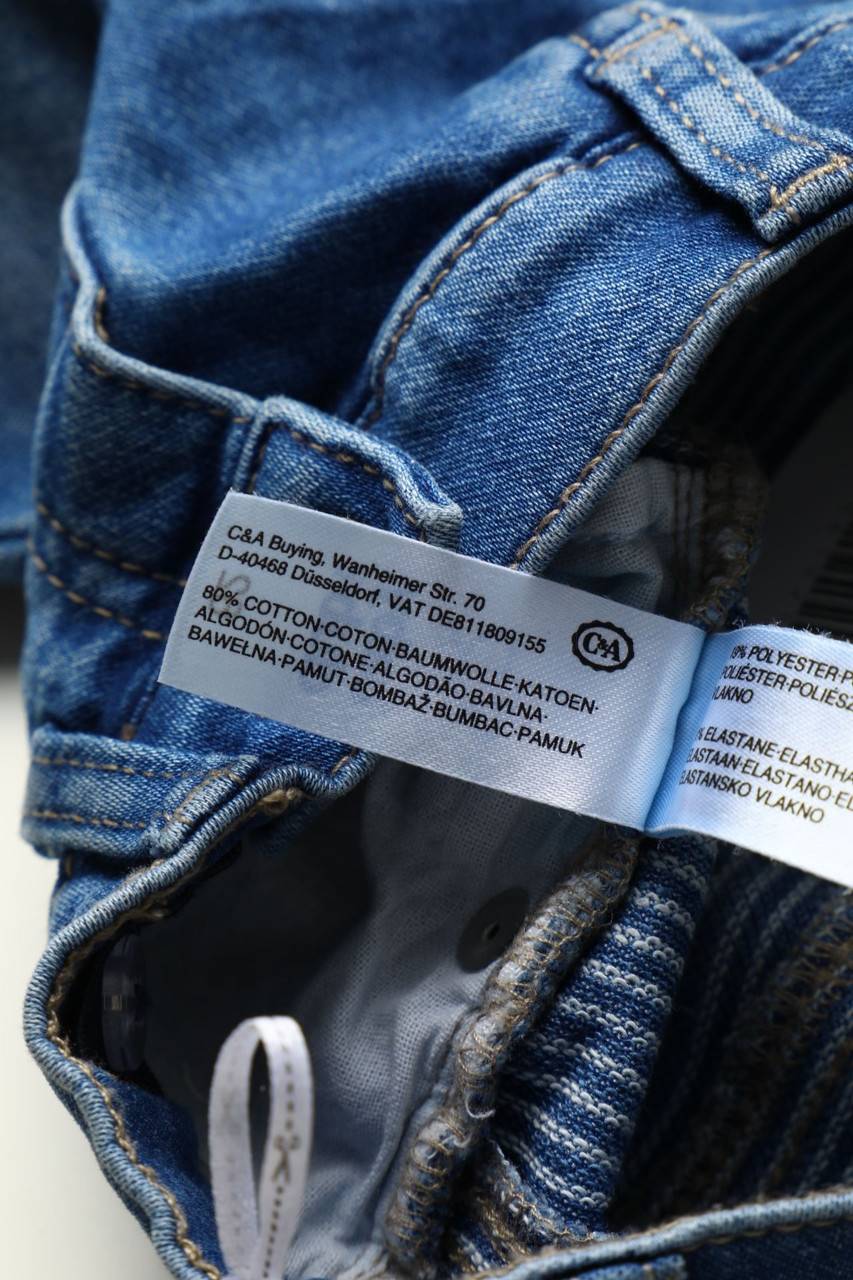 C&A Buying, Wanheimer Str. 70
D-40468 Düsseldorf, VAT DE811809155
C&A
80% COTTON·COTON·BAUMWOLLE·KATOEN·
ALGODÓN·COTONE·ALGODÃO·BAVLNA·
BAWEŁNA·PAMUT·BOMBAŽ·BUMBAC·PAMUK
POLYESTER·P
POLIÉSTER·POLIÉSZ
VLAKNO
% ELASTANE·ELASTHA
ELASTAAN·ELASTANO·EL
ELASTANSKO VLAKNO